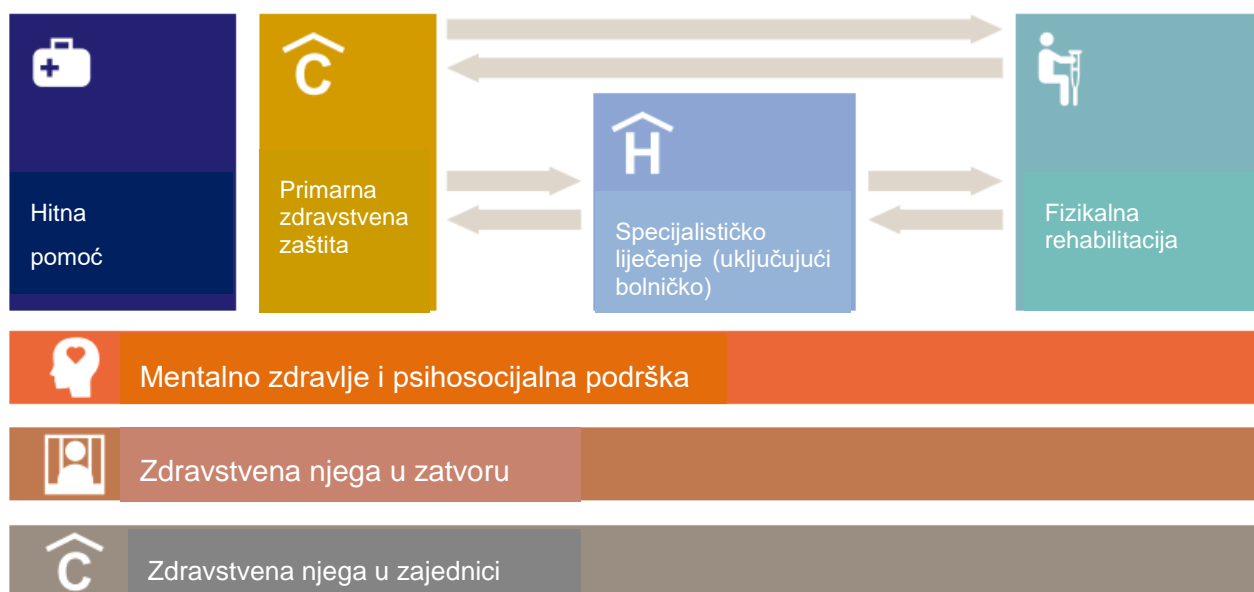 Hitna
pomoć
C
Primarna
zdravstvena
zaštita
H
Specijalističko
liječenje (uključujući
bolničko)
Fizikalna
rehabilitacija
Mentalno zdravlje i psihosocijalna podrška
Zdravstvena njega u zatvoru
C
Zdravstvena njega u zajednici